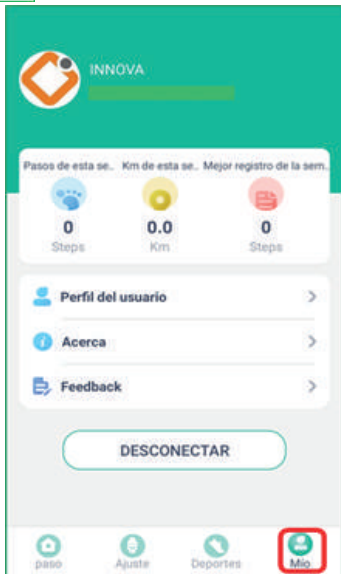 INNOVA
Pasos de esta se.. Km de esta se.. Mejor registro de la sem..
0 0.0 0
Steps Km Steps
Perfil del usuario
Acerca
Feedback
DESCONECTAR
paso Ajuste Deportes Mío